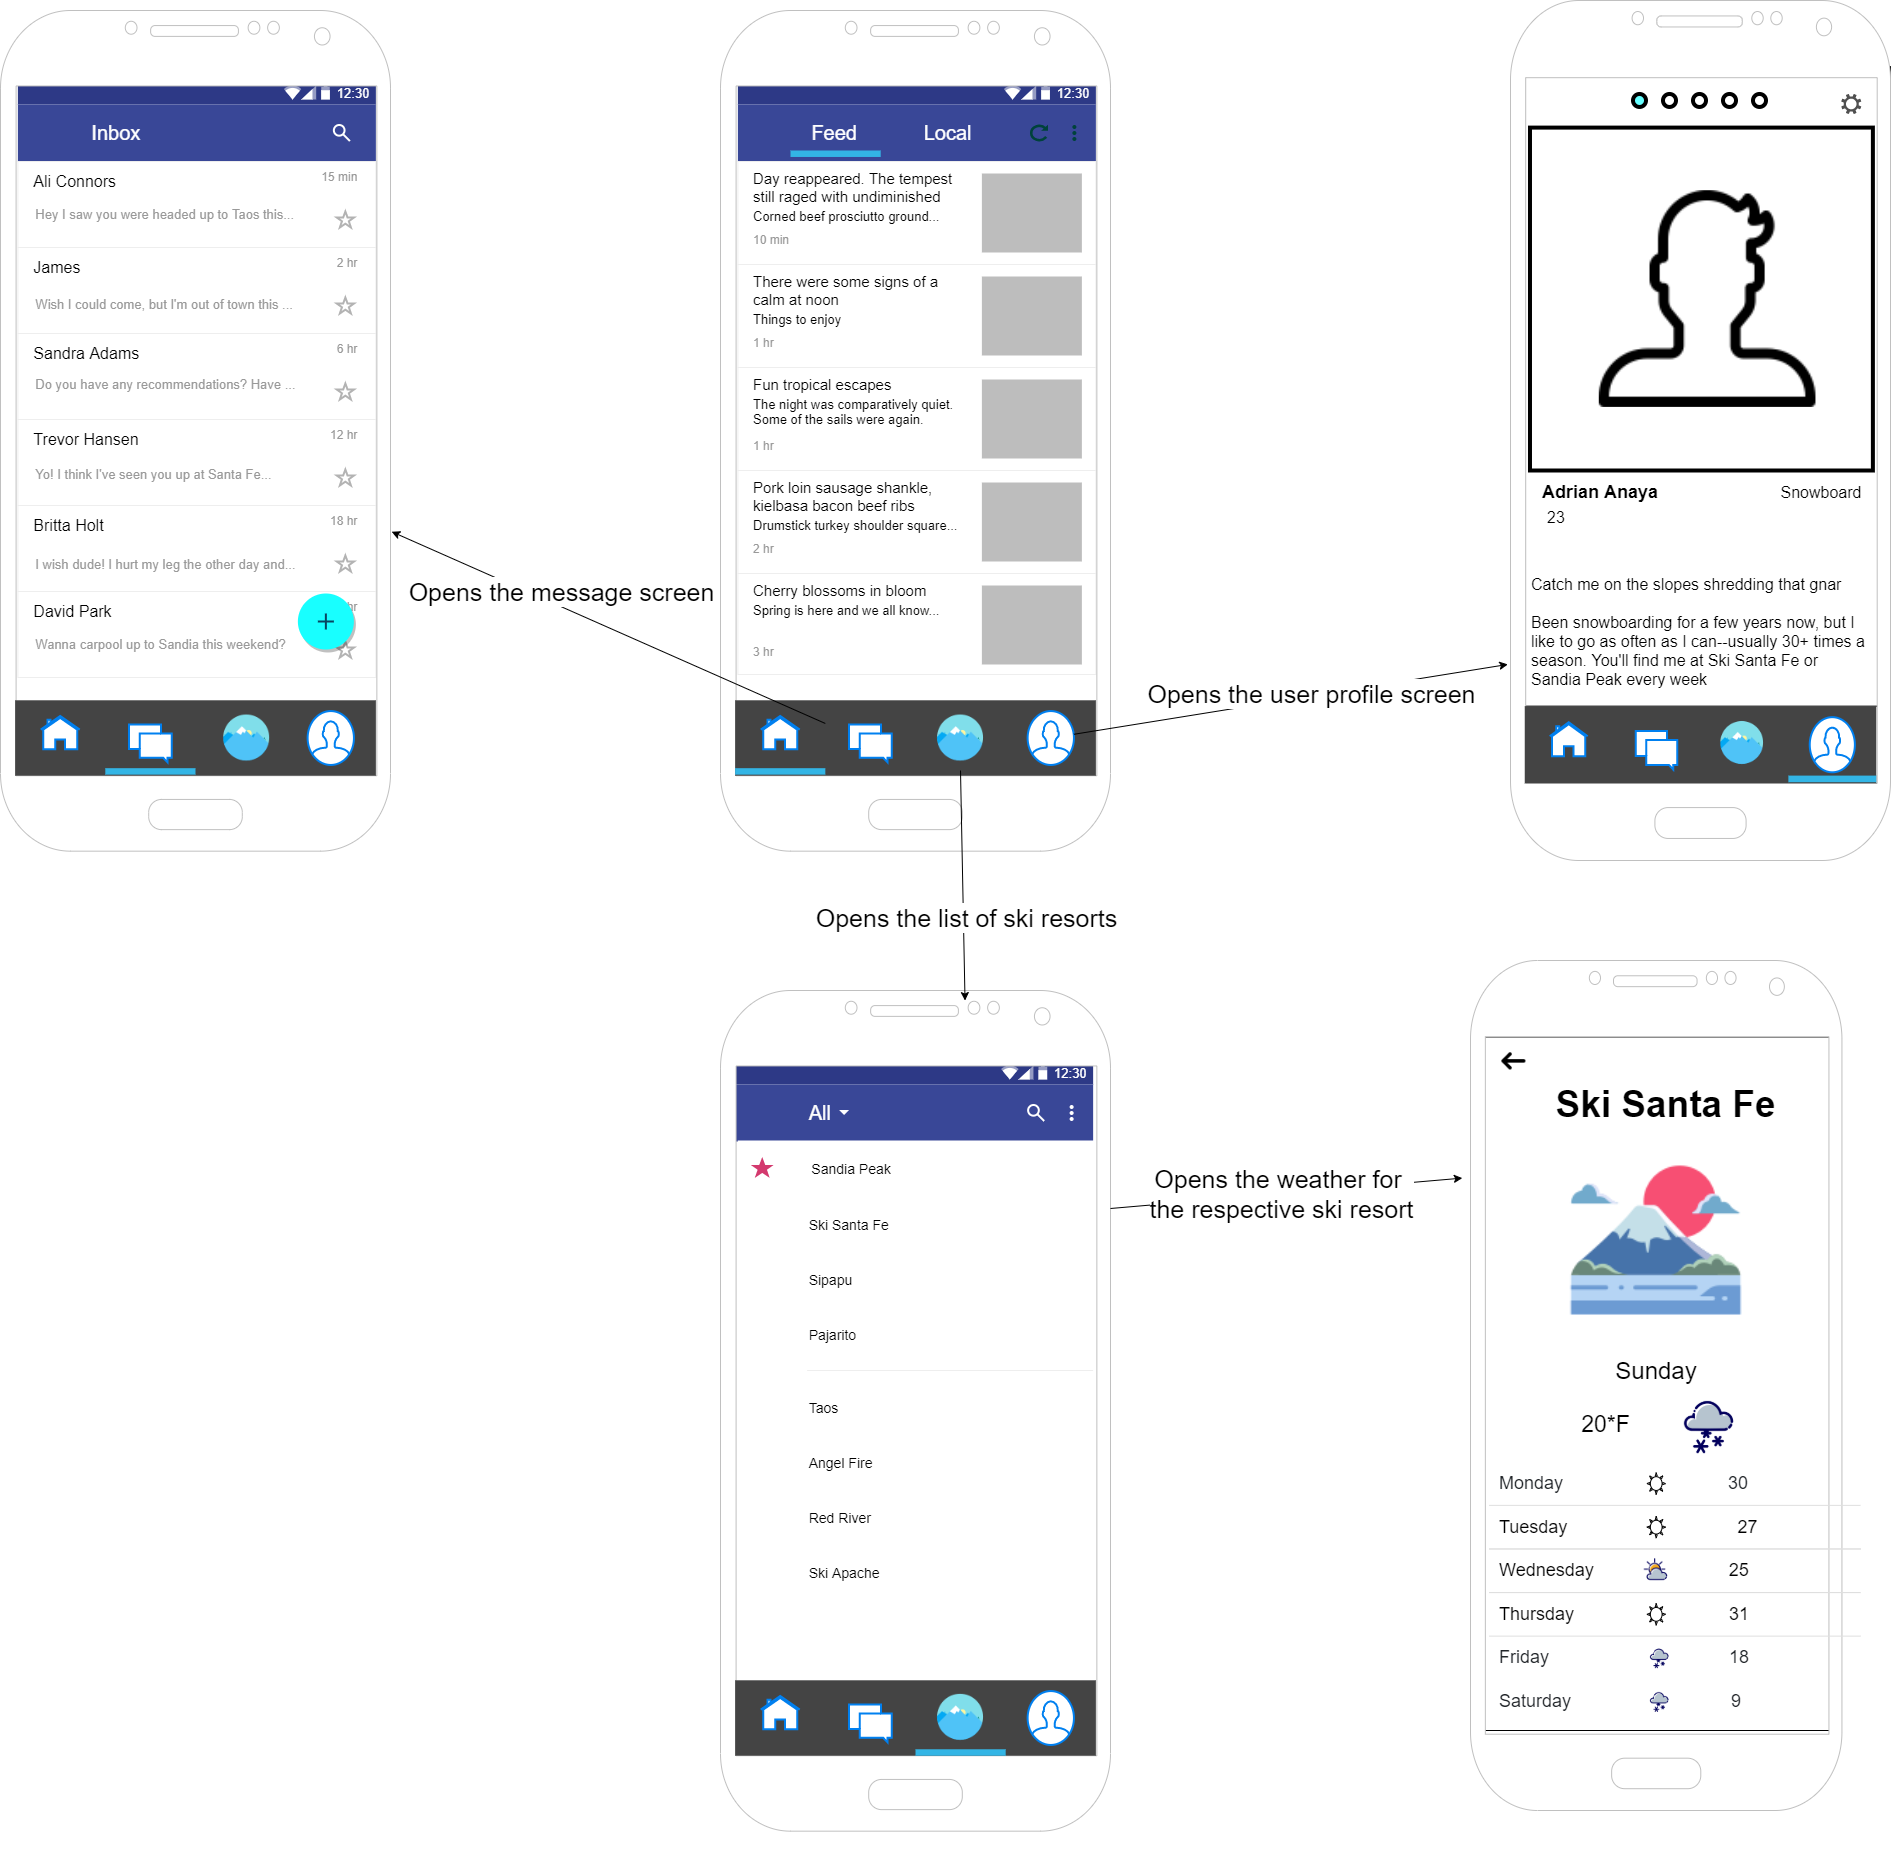 12:30
Inbox
Ali Connors
15 min
Hey I saw you were headed up to Taos this...
James
2 hr
Wish I could come, but I'm out of town this ...
Sandra Adams
6 hr
Do you have any recommendations? Have ...
Trevor Hansen
12 hr
Yo! I think I've seen you up at Santa Fe...
Britta Holt
18 hr
I wish dude! I hurt my leg the other day and...
David Park
hr
Wanna carpool up to Sandia this weekend?
Opens the message screen
12:30
Feed
Local
Day reappeared. The tempest
still raged with undiminished
Corned beef prosciutto ground...
10 min
There were some signs of a
calm at noon
Things to enjoy
1 hr
Fun tropical escapes
The night was comparatively quiet.
Some of the sails were again.
1 hr
Pork loin sausage shankle,
kielbasa bacon beef ribs
Drumstick turkey shoulder square...
2 hr
Cherry blossoms in bloom
Spring is here and we all know...
3 hr
Opens the user profile screen
Adrian Anaya
Snowboard
23
Catch me on the slopes shredding that gnar
Been snowboarding for a few years now, but I
like to go as often as I can--usually 30+ times a
season. You'll find me at Ski Santa Fe or
Sandia Peak every week
Opens the list of ski resorts
12:30
All
Sandia Peak
Ski Santa Fe
Sipapu
Pajarito
Taos
Angel Fire
Red River
Ski Apache
Opens the weather for
the respective ski resort
Ski Santa Fe
Sunday
20*F
Monday 30
Tuesday 27
Wednesday 25
Thursday 31
Friday 18
Saturday 9